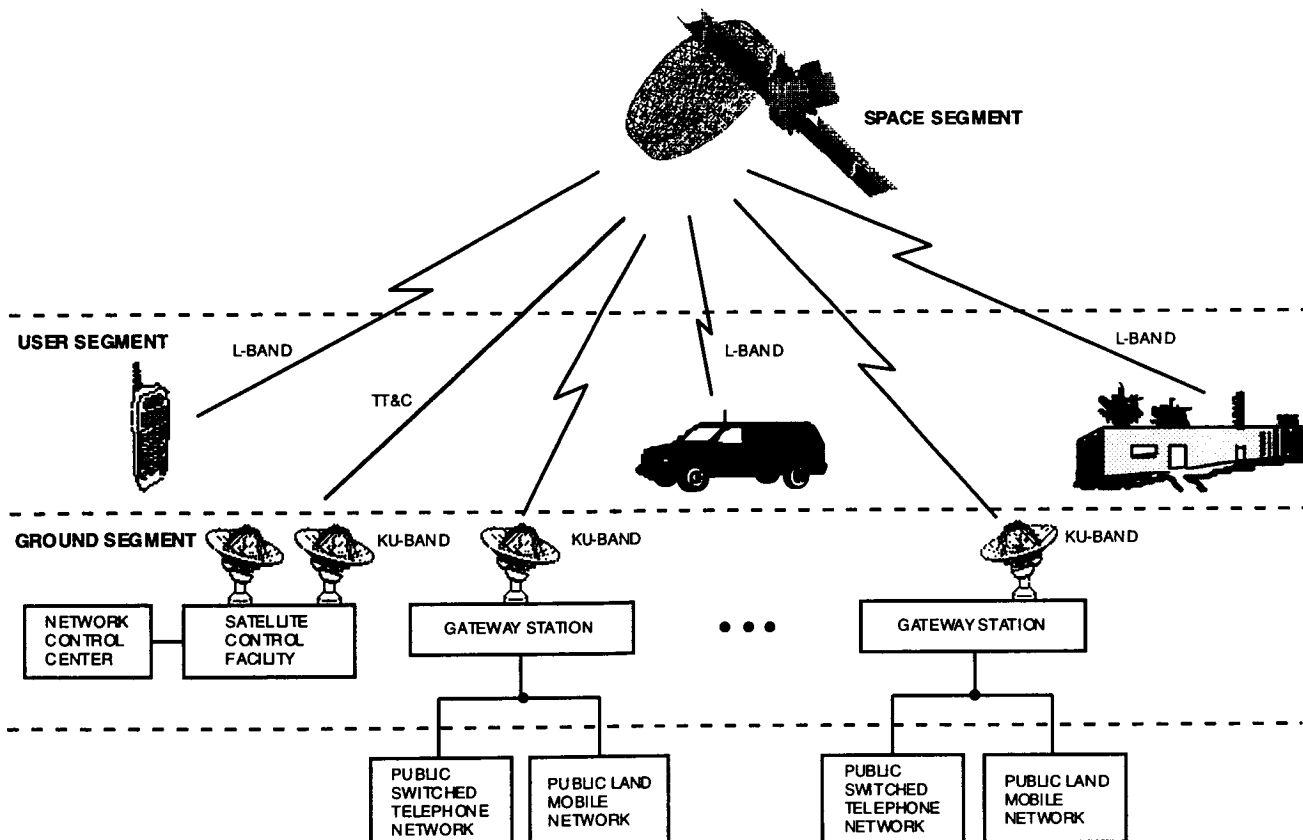 SPACE SEGMENT
USER SEGMENT
L-BAND
L-BAND
L-BAND
TT&C
GROUND SEGMENT
KU-BAND
KU-BAND
KU-BAND
NETWORK
CONTROL
CENTER
SATELLITE
CONTROL
FACILITY
GATEWAY STATION
GATEWAY STATION
PUBLIC
SWITCHED
TELEPHONE
NETWORK
PUBLIC LAND
MOBILE
NETWORK
PUBLIC
SWITCHED
TELEPHONE
NETWORK
PUBLIC LAND
MOBILE
NETWORK